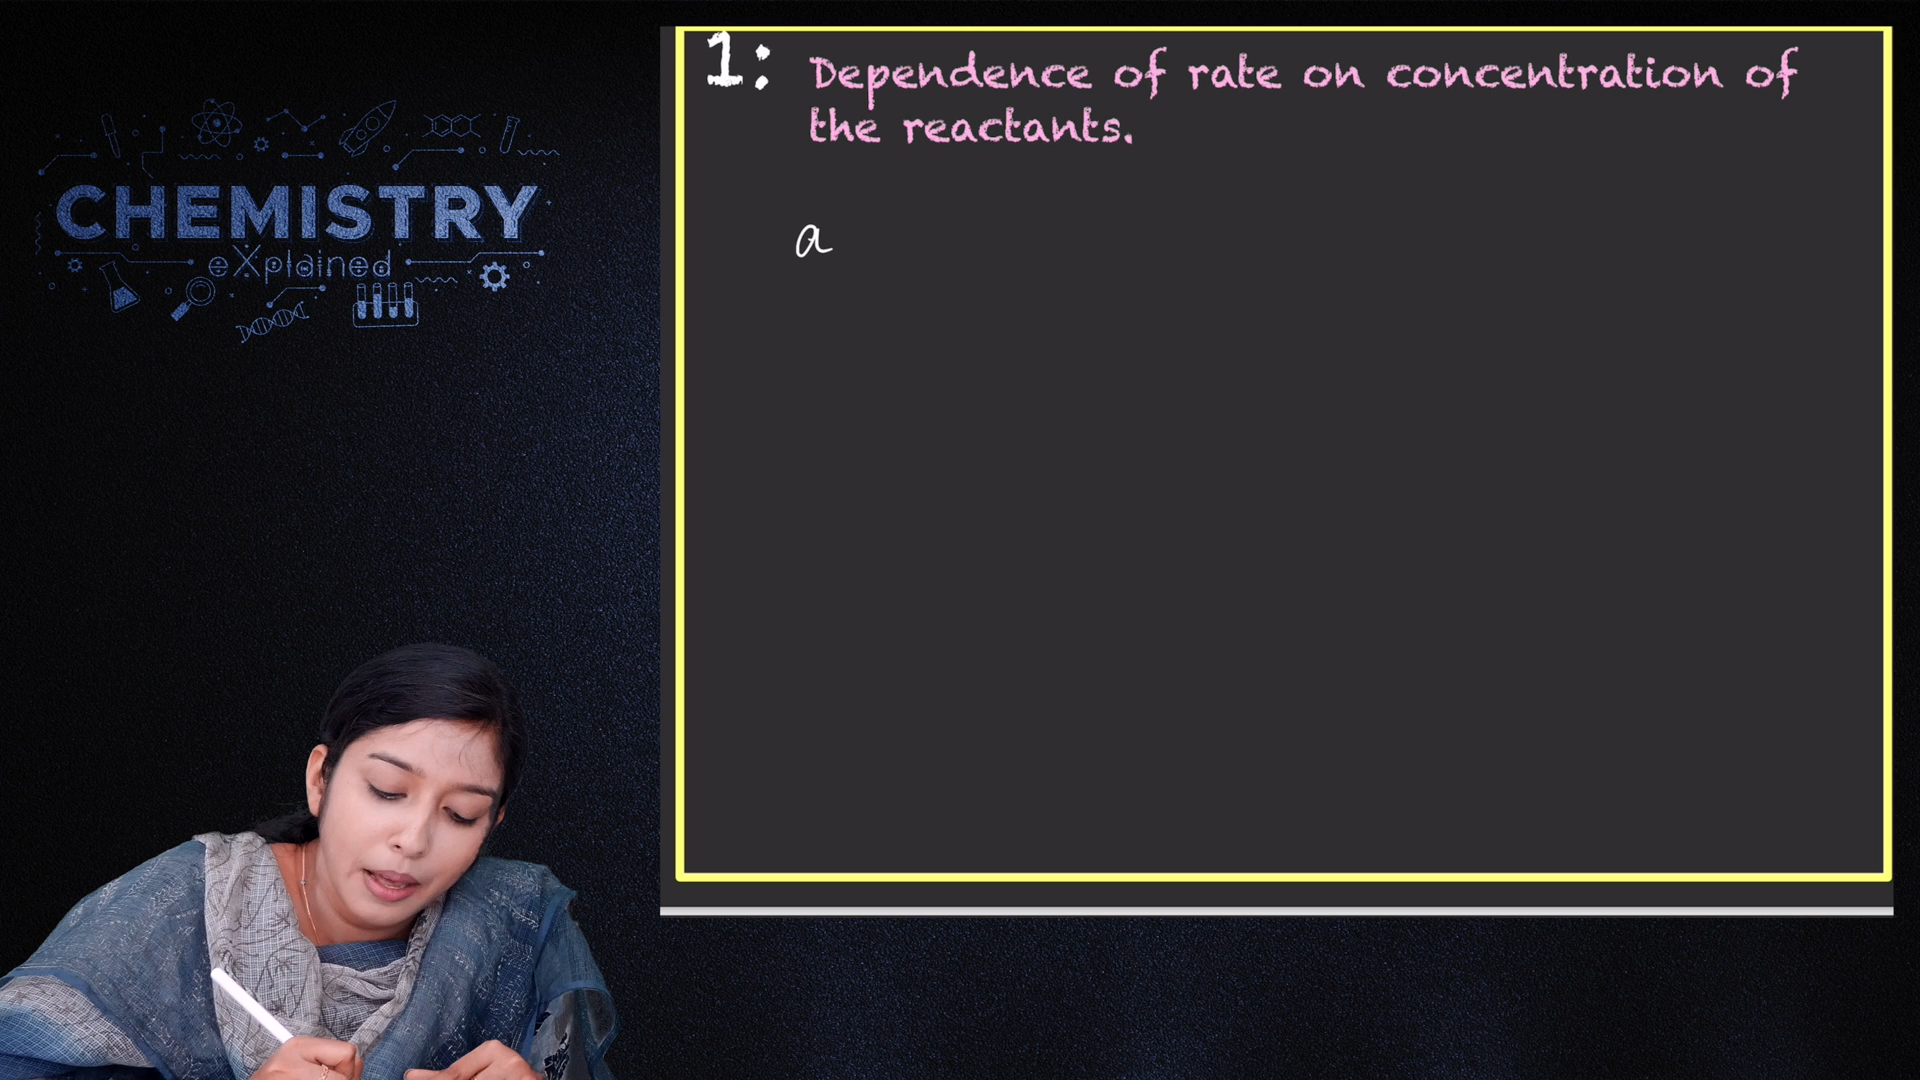 CHEMISTRY
eXplained
1: Dependence of rate on concentration of
the reactants.
a